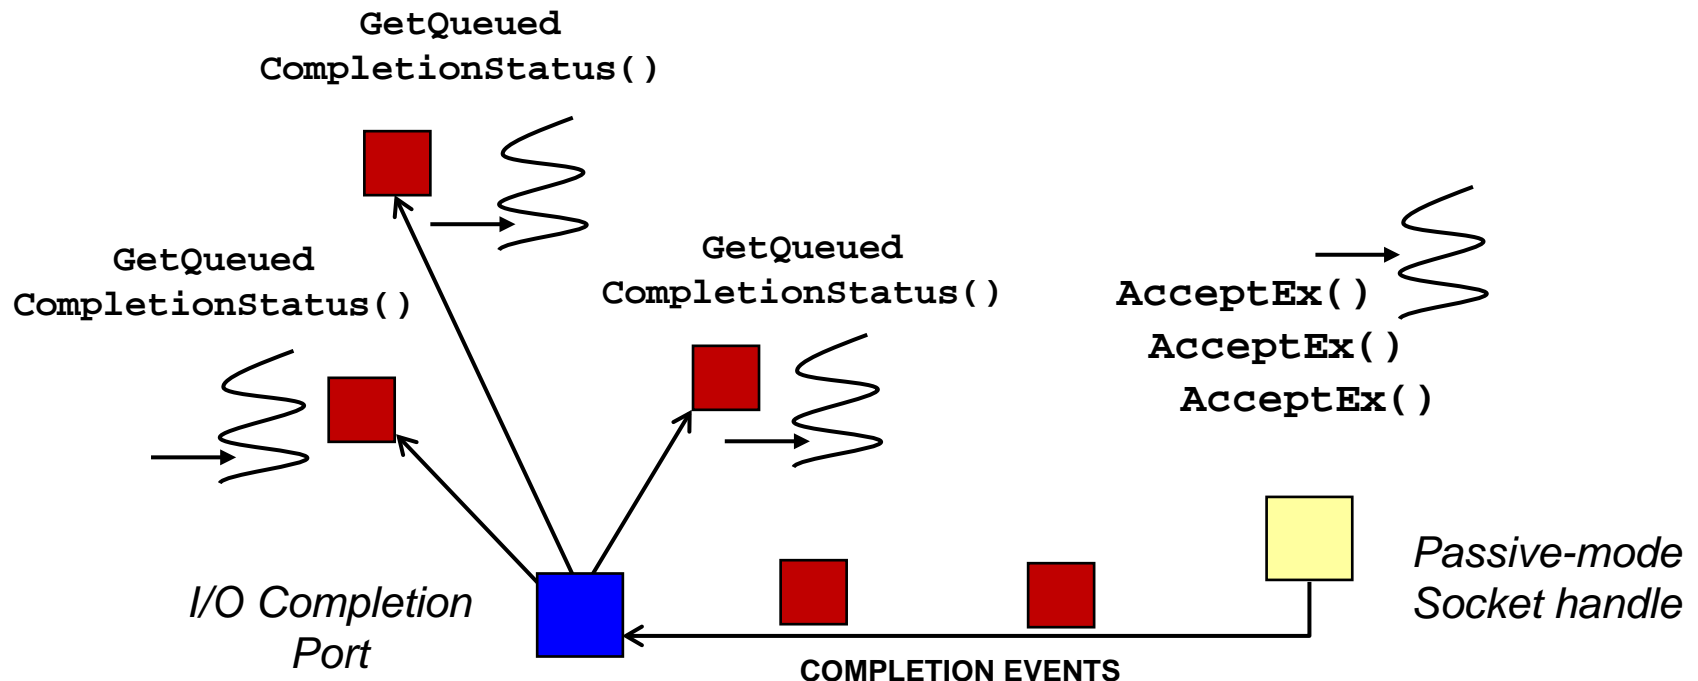 GetQueued
CompletionStatus()
GetQueued
CompletionStatus()
GetQueued
CompletionStatus()
AcceptEx()
AcceptEx()
AcceptEx()
I/O Completion
Port
COMPLETION EVENTS
Passive-mode
Socket handle